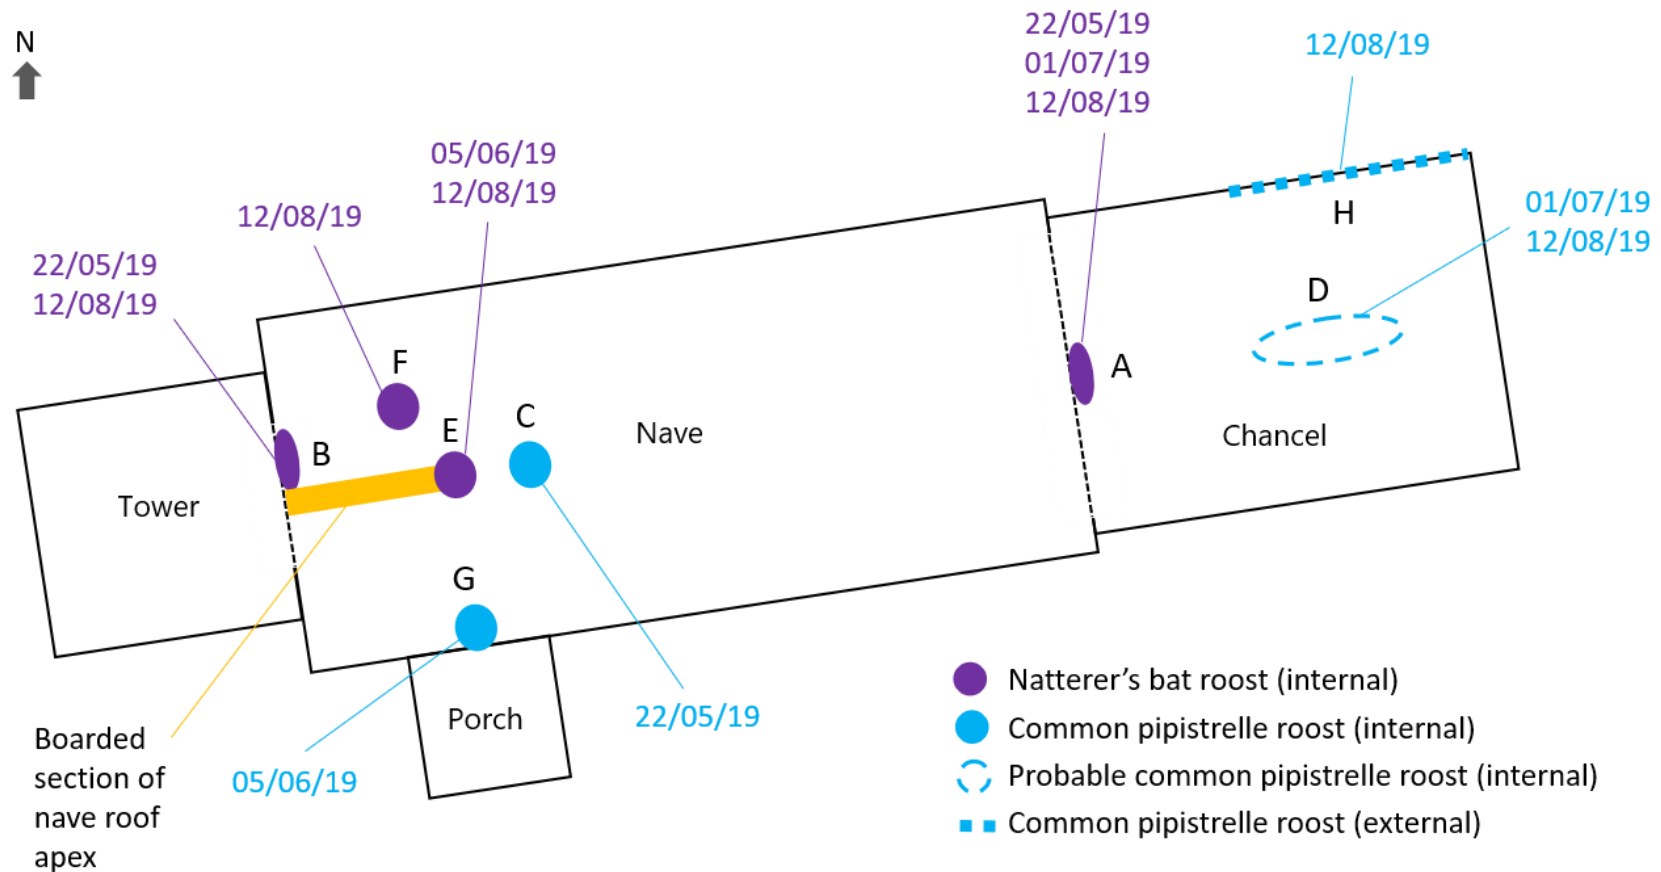 22/05/19
01/07/19
12/08/19
12/08/19
N
05/06/19
12/08/19
12/08/19
01/07/19
12/08/19
H
22/05/19
12/08/19
D
F
A
C
E
B
Nave
Chancel
Tower
G
Natterer's bat roost (internal)
Porch
22/05/19
Common pipistrelle roost (internal)
Boarded
section of
nave roof
apex
05/06/19
Probable common pipistrelle roost (internal)
Common pipistrelle roost (external)